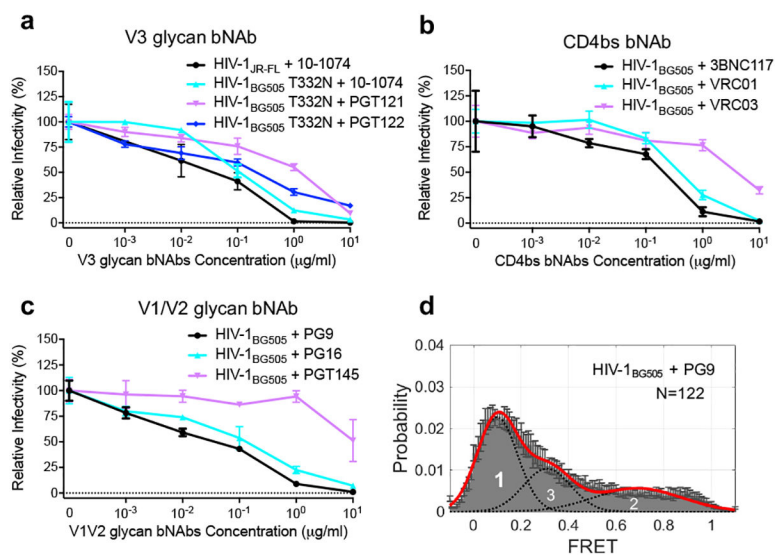 a
V3 glycan bNAb
HIV-1JR-FL + 10-1074
HIV-1BG505 T332N + 10-1074
HIV-1BG505 T332N + PGT121
HIV-1BG505 T332N + PGT122
Relative Infectivity (%)
150
125
100
75
50
25
0
0 10-3 10-2 10-1 100 101
V3 glycan bNAbs Concentration (μg/ml)
b
CD4bs bNAb
HIV-1BG505 + 3BNC117
HIV-1BG505 + VRC01
HIV-1BG505 + VRC03
Relative Infectivity (%)
150
125
100
75
50
25
0
0 10-3 10-2 10-1 100 101
CD4bs bNAbs Concentration (μg/ml)
c
V1/V2 glycan bNAb
HIV-1BG505 + PG9
HIV-1BG505 + PG16
HIV-1BG505 + PGT145
Relative Infectivity (%)
150
125
100
75
50
25
0
0 10-3 10-2 10-1 100 101
V1V2 glycan bNAbs Concentration (μg/ml)
d
HIV-1BG505 + PG9
N=122
Probability
0.04
0.03
0.02
0.01
0
1
3
2
0 0.2 0.4 0.6 0.8 1
FRET